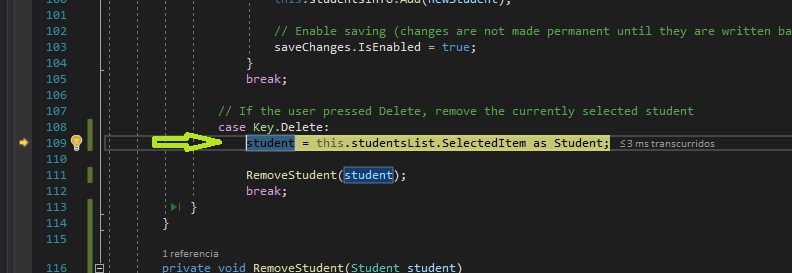 100 this.studentsInfo.Add(newStudent);
101
102 // Enable saving (changes are not made permanent until they are written ba
103 saveChanges.IsEnabled = true;
104 }
105 break;
106
107 // If the user pressed Delete, remove the currently selected student
108 case Key.Delete:
109 student = this.studentsList.SelectedItem as Student; ≤3 ms transcurridos
110
111 RemoveStudent(student);
112 break;
113 }
114 }
115
1 referencia
116 private void RemoveStudent(Student student)